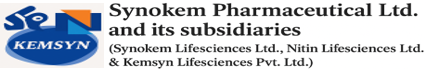 KEMSYN
Synokem Pharmaceutical Ltd.
and its subsidiaries
(Synokem Lifesciences Ltd., Nitin Lifesciences Ltd.
& Kemsyn Lifesciences Pvt. Ltd.)